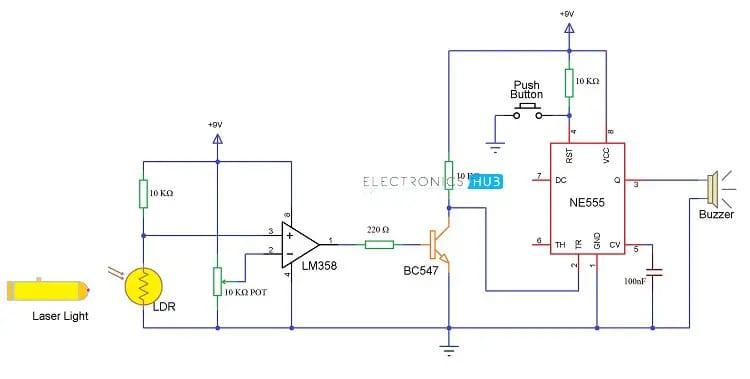 +9V
Push
Button
10 KΩ
4
8
RST
VCC
+9V
10 KΩ
ELECTRONICS HUB
7
DC
Q
3
NE555
Buzzer
10 KΩ
8
3
+
2
−
1
LM358
4
220 Ω
BC547
6
TH
TR
GND
CV
5
2
1
100nF
10 KΩ POT
LDR
Laser Light